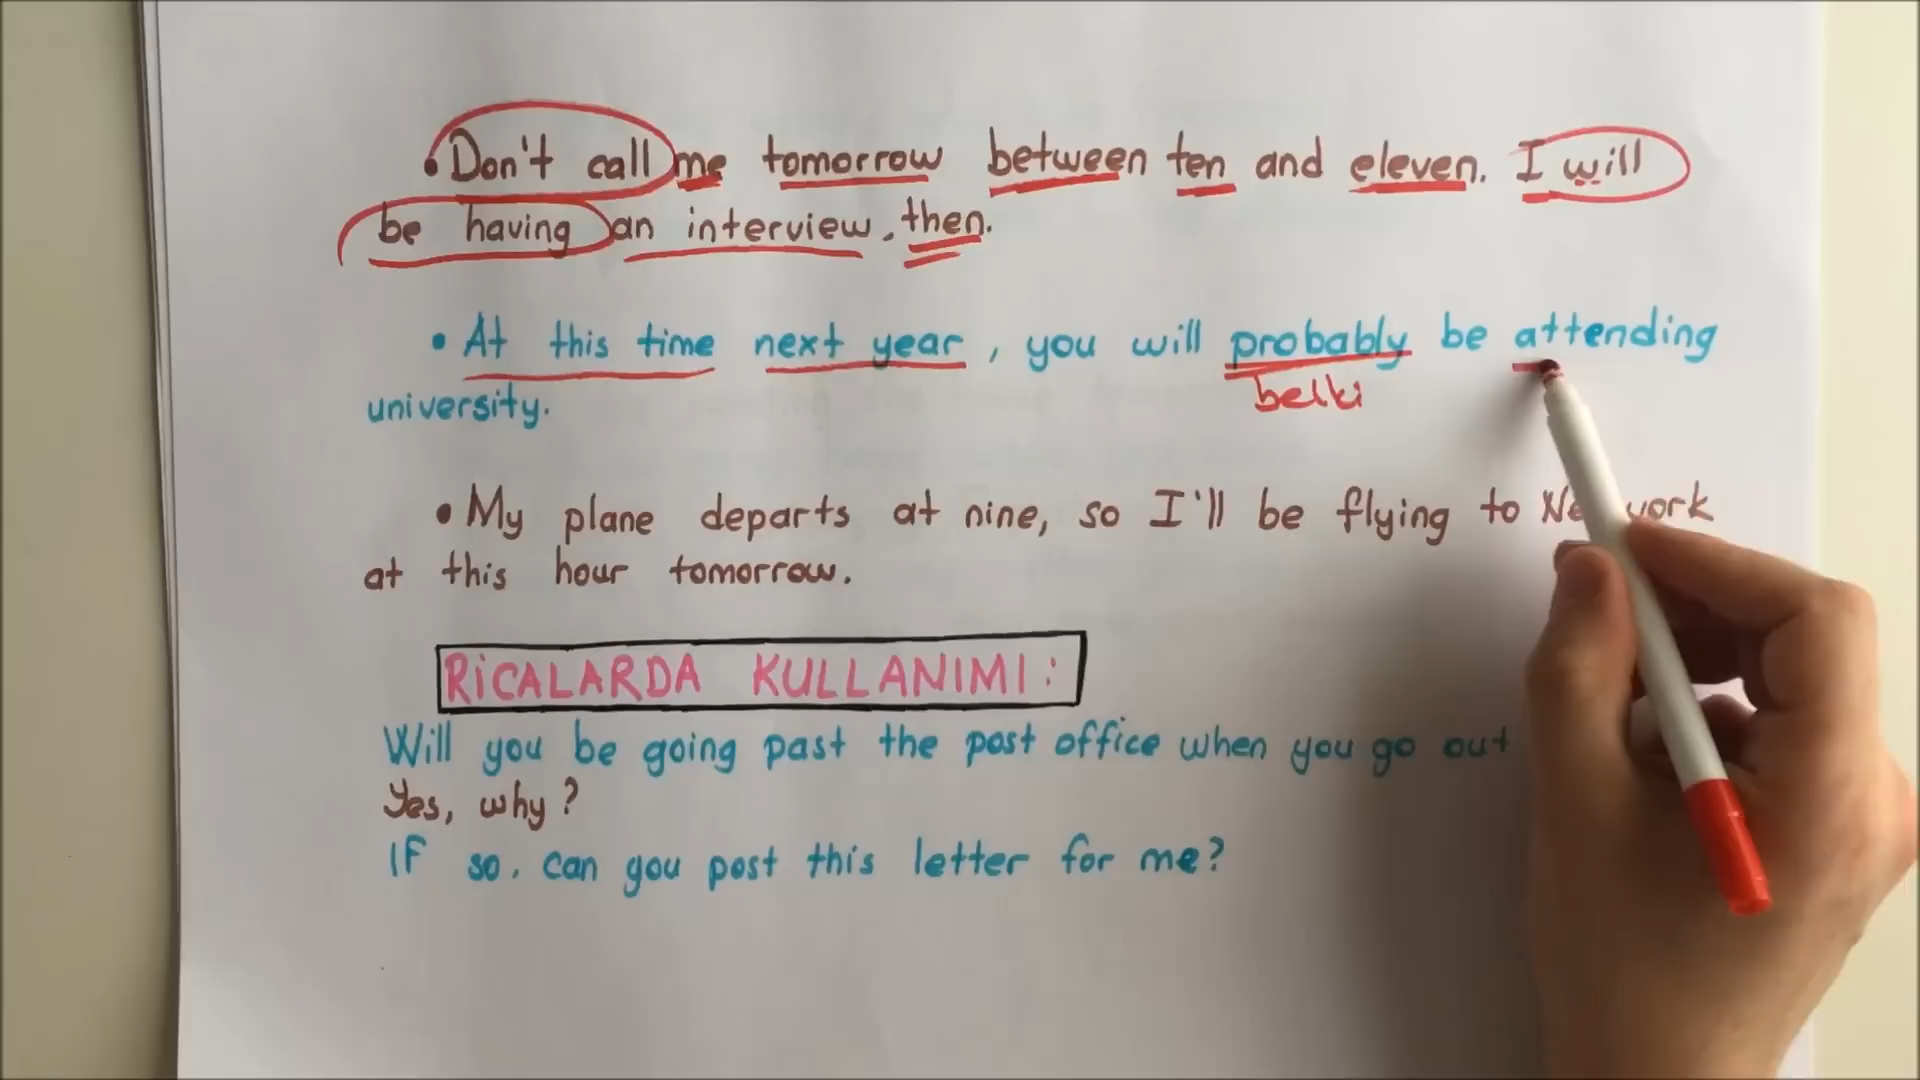 • Don't call me tomorrow between ten and eleven. I will
be having an interview, then.
• At this time next year, you will probably be attending
belki
university.
• My plane departs at nine, so I'll be flying to
at this hour tomorrow.
RİCALARDA KULLANIMI:
Will you be going past the post office when you go out
Yes, why?
IF so. can you post this letter for me?